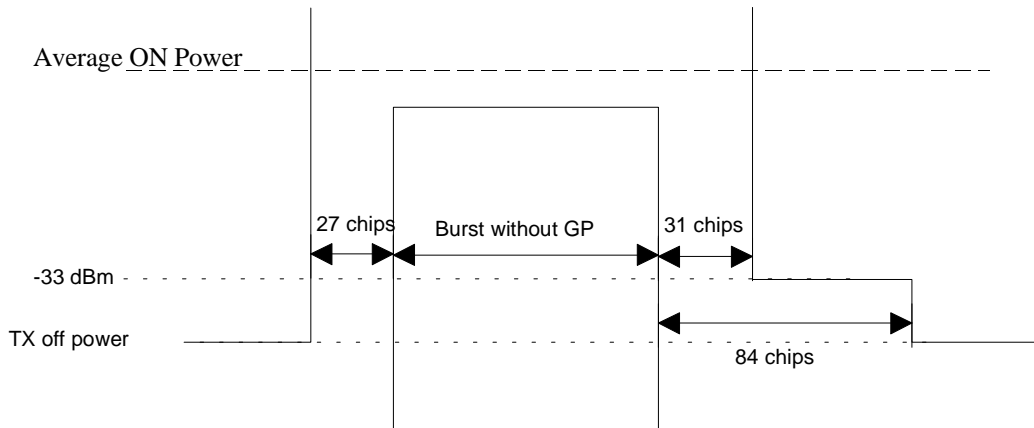 Average ON Power
27 chips
Burst without GP
31 chips
-33 dBm
TX off power
84 chips